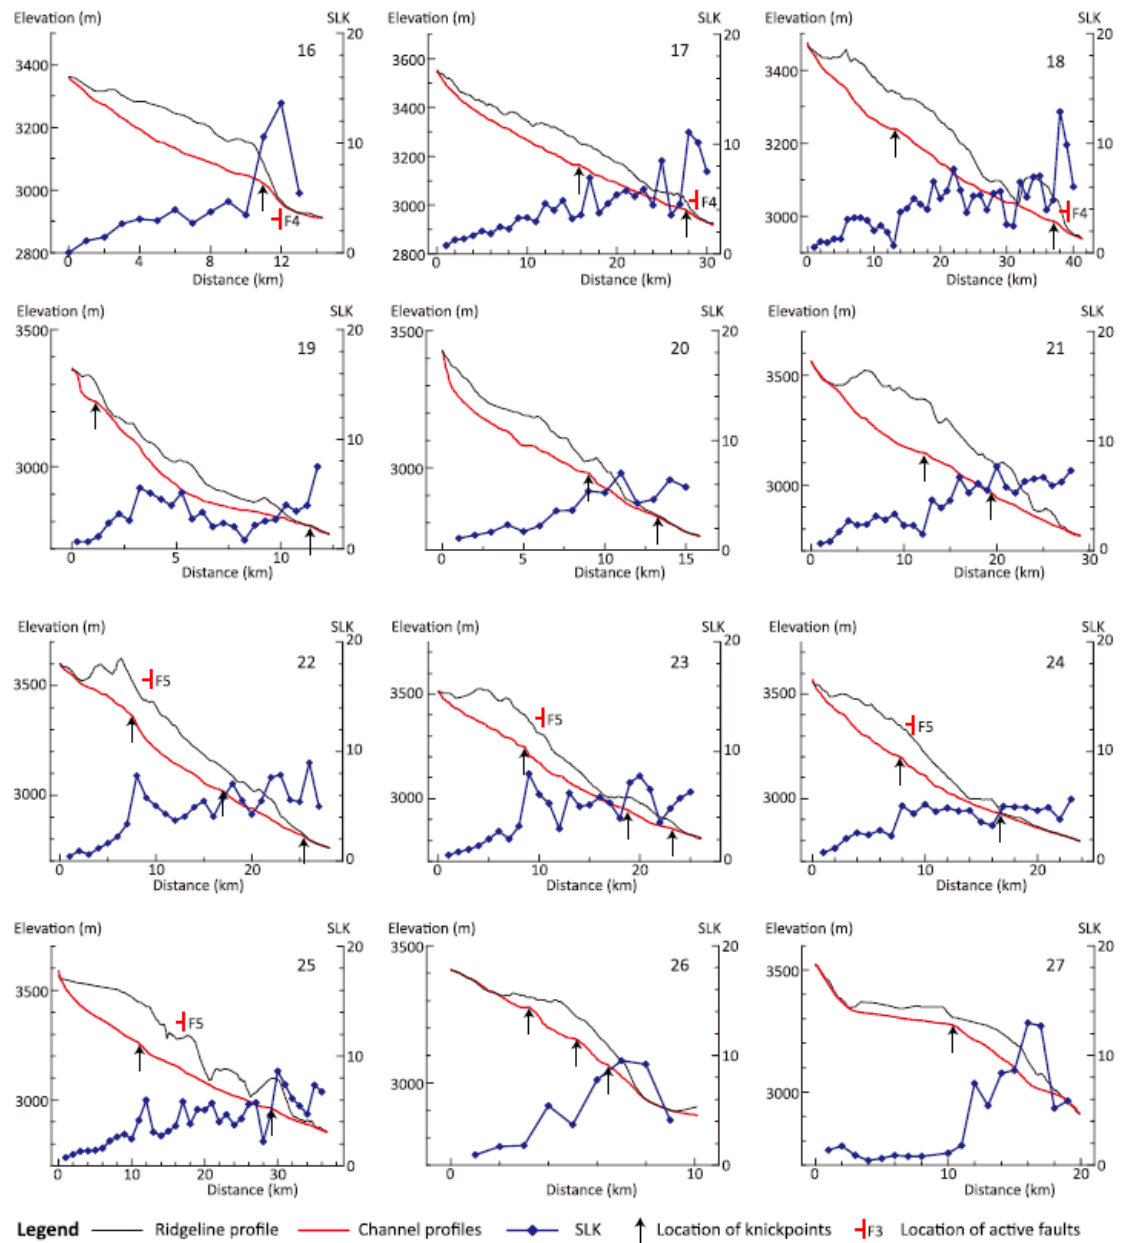 Elevation (m) SLK Elevation (m) SLK Elevation (m) SLK
16 17 18
3400 3200 3000 2800
20 10 0
F4
0 4 8 12
Distance (km)
3600 3400 3200 3000 2800
20 10 0
F4
0 10 20 30
Distance (km)
3400 3200 3000
20 10 0
F4
0 10 20 30 40
Distance (km)
Elevation (m) SLK Elevation (m) SLK Elevation (m) SLK
19 20 21
3500 3000
20 10 0
0 5 10
Distance (km)
3500 3000
20 10 0
0 5 10 15
Distance (km)
3500 3000
20 10 0
0 10 20 30
Distance (km)
Elevation (m) SLK Elevation (m) SLK Elevation (m) SLK
22 23 24
3500 3000
20 10 0
F5
0 10 20
Distance (km)
3500 3000
20 10 0
F5
0 10 20
Distance (km)
3500 3000
20 10 0
F5
0 10 20
Distance (km)
Elevation (m) SLK Elevation (m) SLK Elevation (m) SLK
25 26 27
3500 3000
20 10 0
F5
0 10 20 30
Distance (km)
3500 3000
20 10 0
0 10
Distance (km)
3500 3000
20 10 0
0 10 20
Distance (km)
Legend Ridgeline profile Channel profiles SLK Location of knickpoints F3 Location of active faults